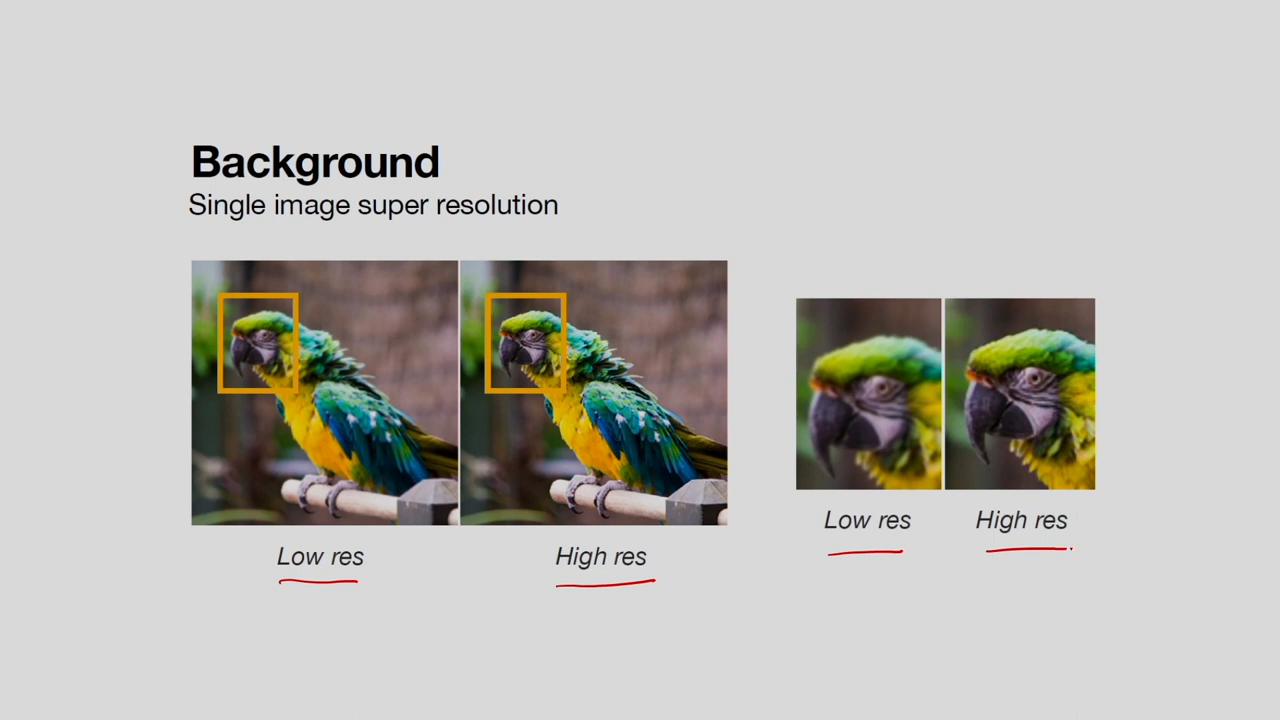 Background
Single image super resolution
Low res
High res
Low res
High res